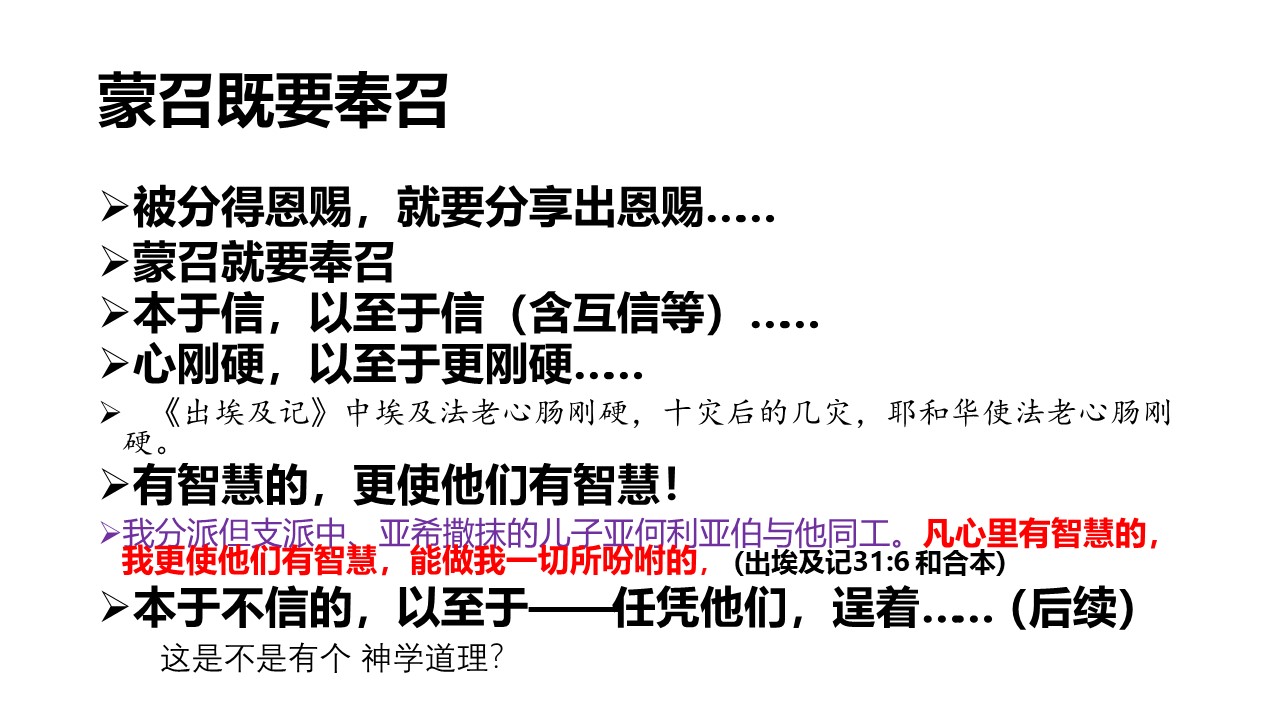 蒙召既要奉召
➢被分得恩赐，就要分享出恩赐…..
➢蒙召就要奉召
➢本于信，以至于信（含互信等）…..
➢心刚硬，以至于更刚硬…..
➢ 《出埃及记》中埃及法老心肠刚硬，十灾后的几灾，耶和华使法老心肠刚
硬。
➢有智慧的，更使他们有智慧！
➢我分派但支派中、亚希撒抹的儿子亚何利亚伯与他同工。凡心里有智慧的，
我更使他们有智慧，能做我一切所吩咐的， (出埃及记31:6 和合本)
➢本于不信的，以至于——任凭他们，逞着…..（后续）
这是不是有个 神学道理？